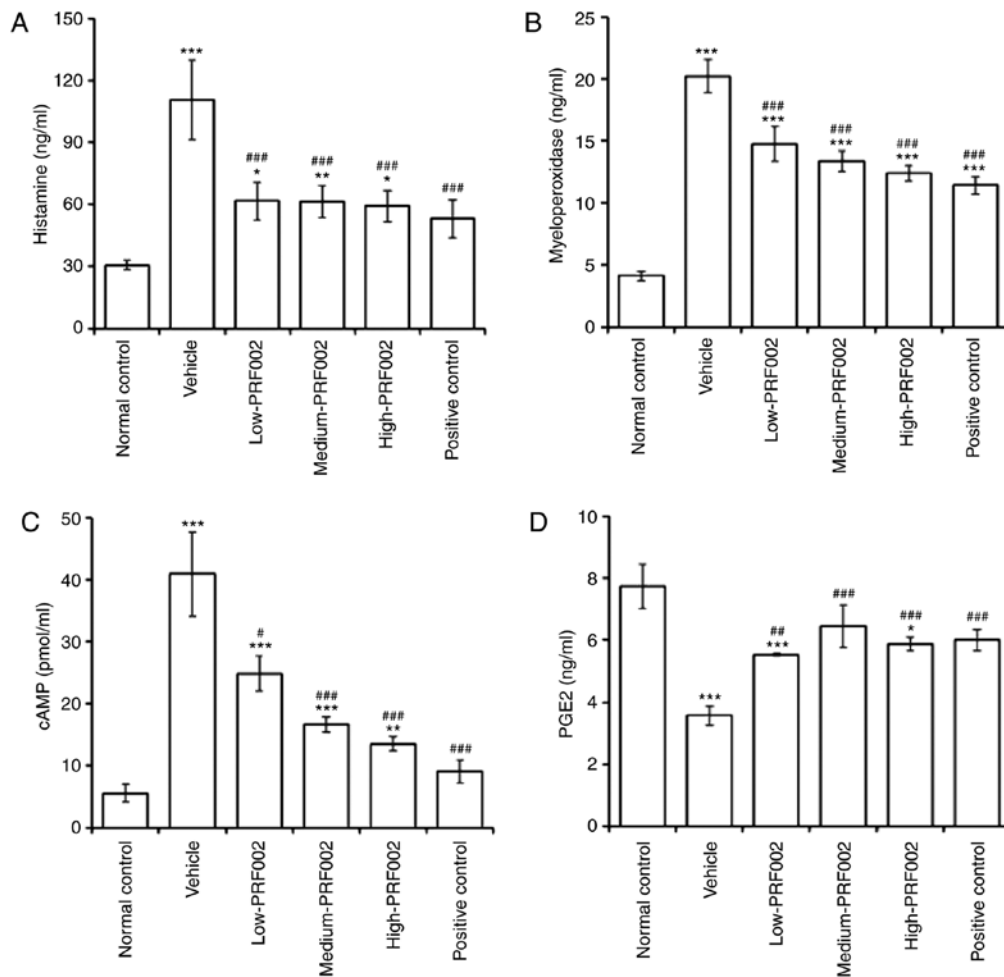 A
Histamine (ng/ml)
150
120
90
60
30
0
***
###
*
###
**
###
*
###
Normal control
Vehicle
Low-PRF002
Medium-PRF002
High-PRF002
Positive control
B
Myeloperoxidase (ng/ml)
25
20
15
10
5
0
***
###
***
###
***
###
***
###
***
Normal control
Vehicle
Low-PRF002
Medium-PRF002
High-PRF002
Positive control
C
cAMP (pmol/ml)
50
40
30
20
10
0
***
#
***
###
***
###
**
###
Normal control
Vehicle
Low-PRF002
Medium-PRF002
High-PRF002
Positive control
D
PGE2 (ng/ml)
10
8
6
4
2
0
***
##
***
###
###
*
###
Normal control
Vehicle
Low-PRF002
Medium-PRF002
High-PRF002
Positive control